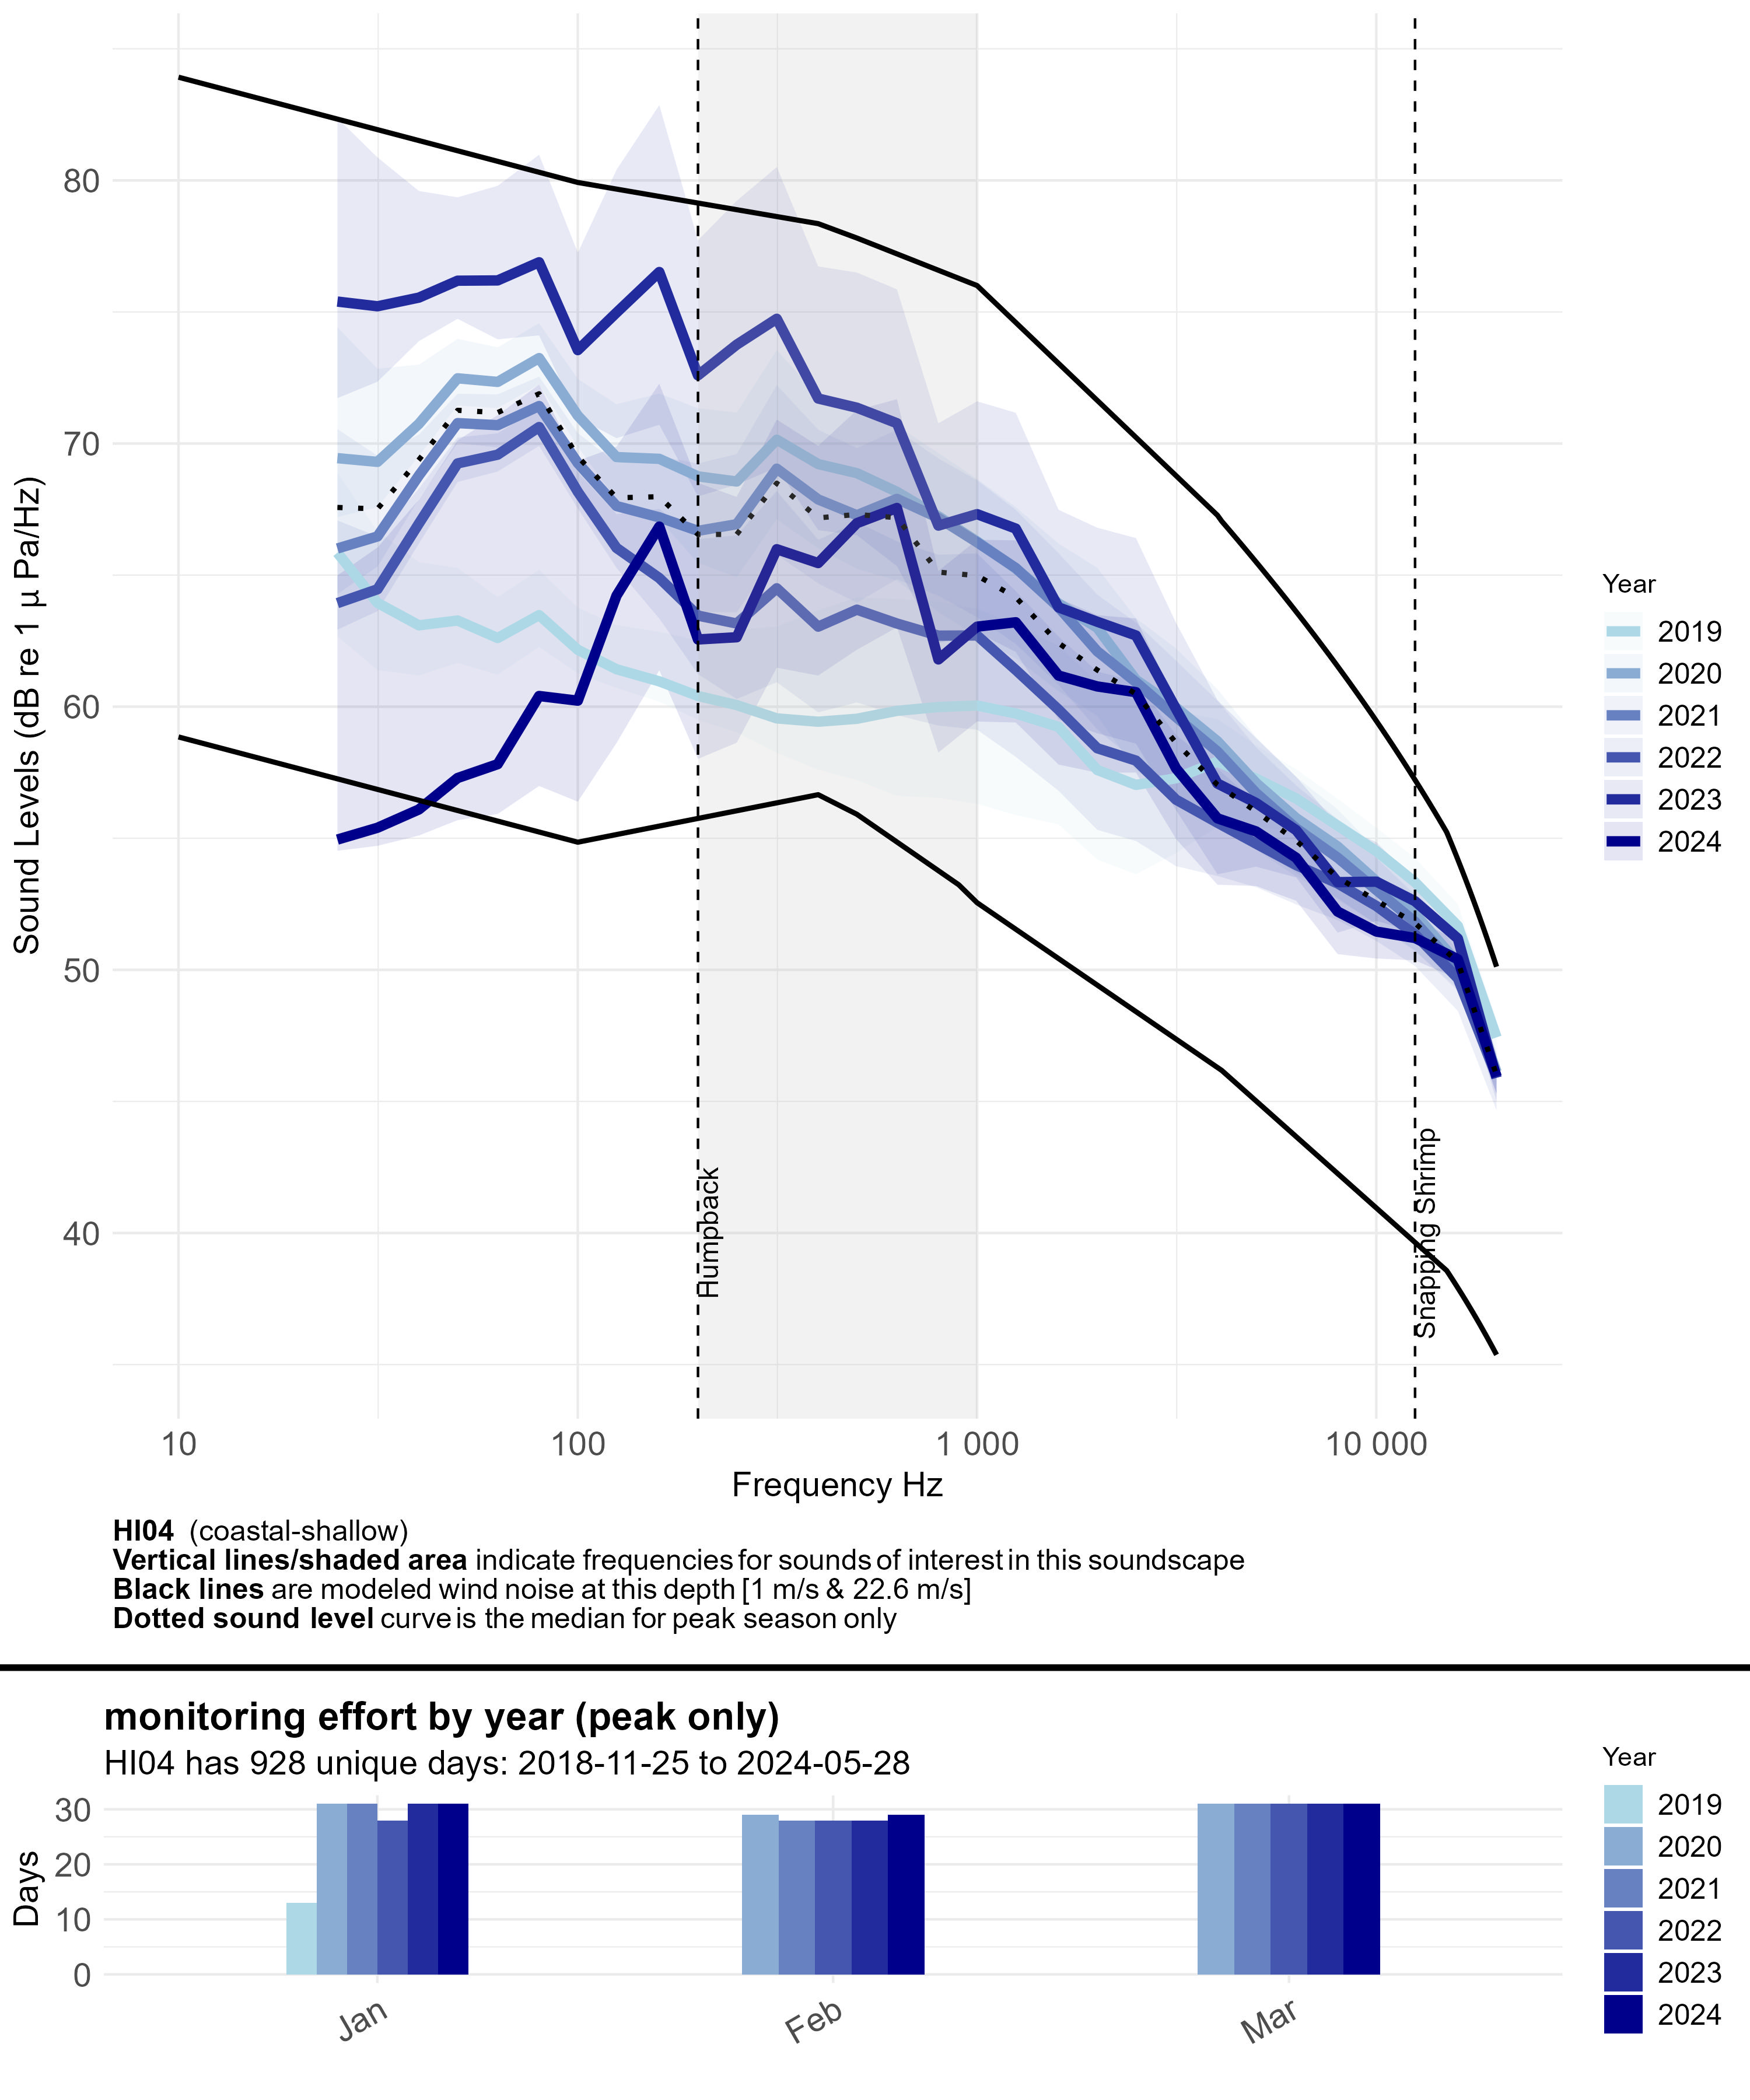 80
70
60
50
40
Sound Levels (dB re 1 µ Pa/Hz)
Humpback
Snapping Shrimp
10
100
1 000
10 000
Frequency Hz
Year
2019
2020
2021
2022
2023
2024
HI04 (coastal-shallow)
Vertical lines/shaded area indicate frequencies for sounds of interest in this soundscape
Black lines are modeled wind noise at this depth [1 m/s & 22.6 m/s]
Dotted sound level curve is the median for peak season only
monitoring effort by year (peak only)
HI04 has 928 unique days: 2018-11-25 to 2024-05-28
30
20
10
0
Days
Jan
Feb
Mar
Year
2019
2020
2021
2022
2023
2024